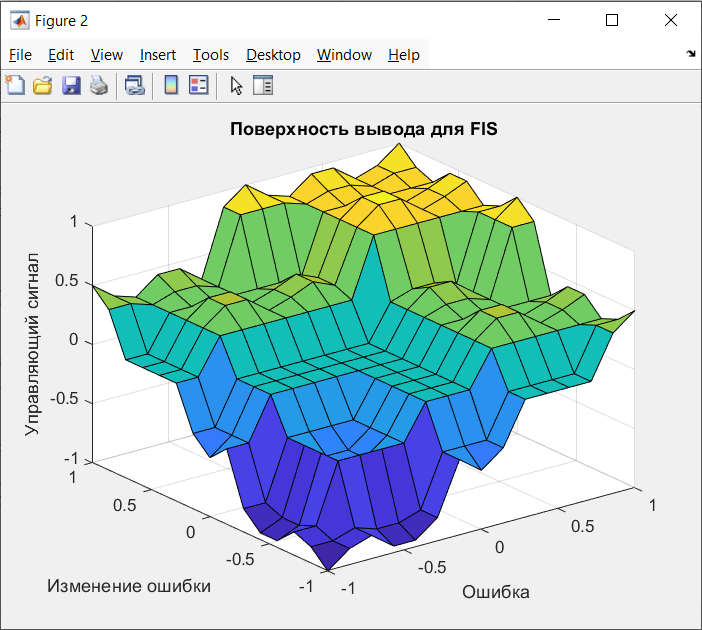 Figure 2
File Edit View Insert Tools Desktop Window Help
Поверхность вывода для FIS
1
0.5
0
-0.5
-1
Управляющий сигнал
1
0.5
0
-0.5
-1
Изменение ошибки
-1
-0.5
0
0.5
1
Ошибка